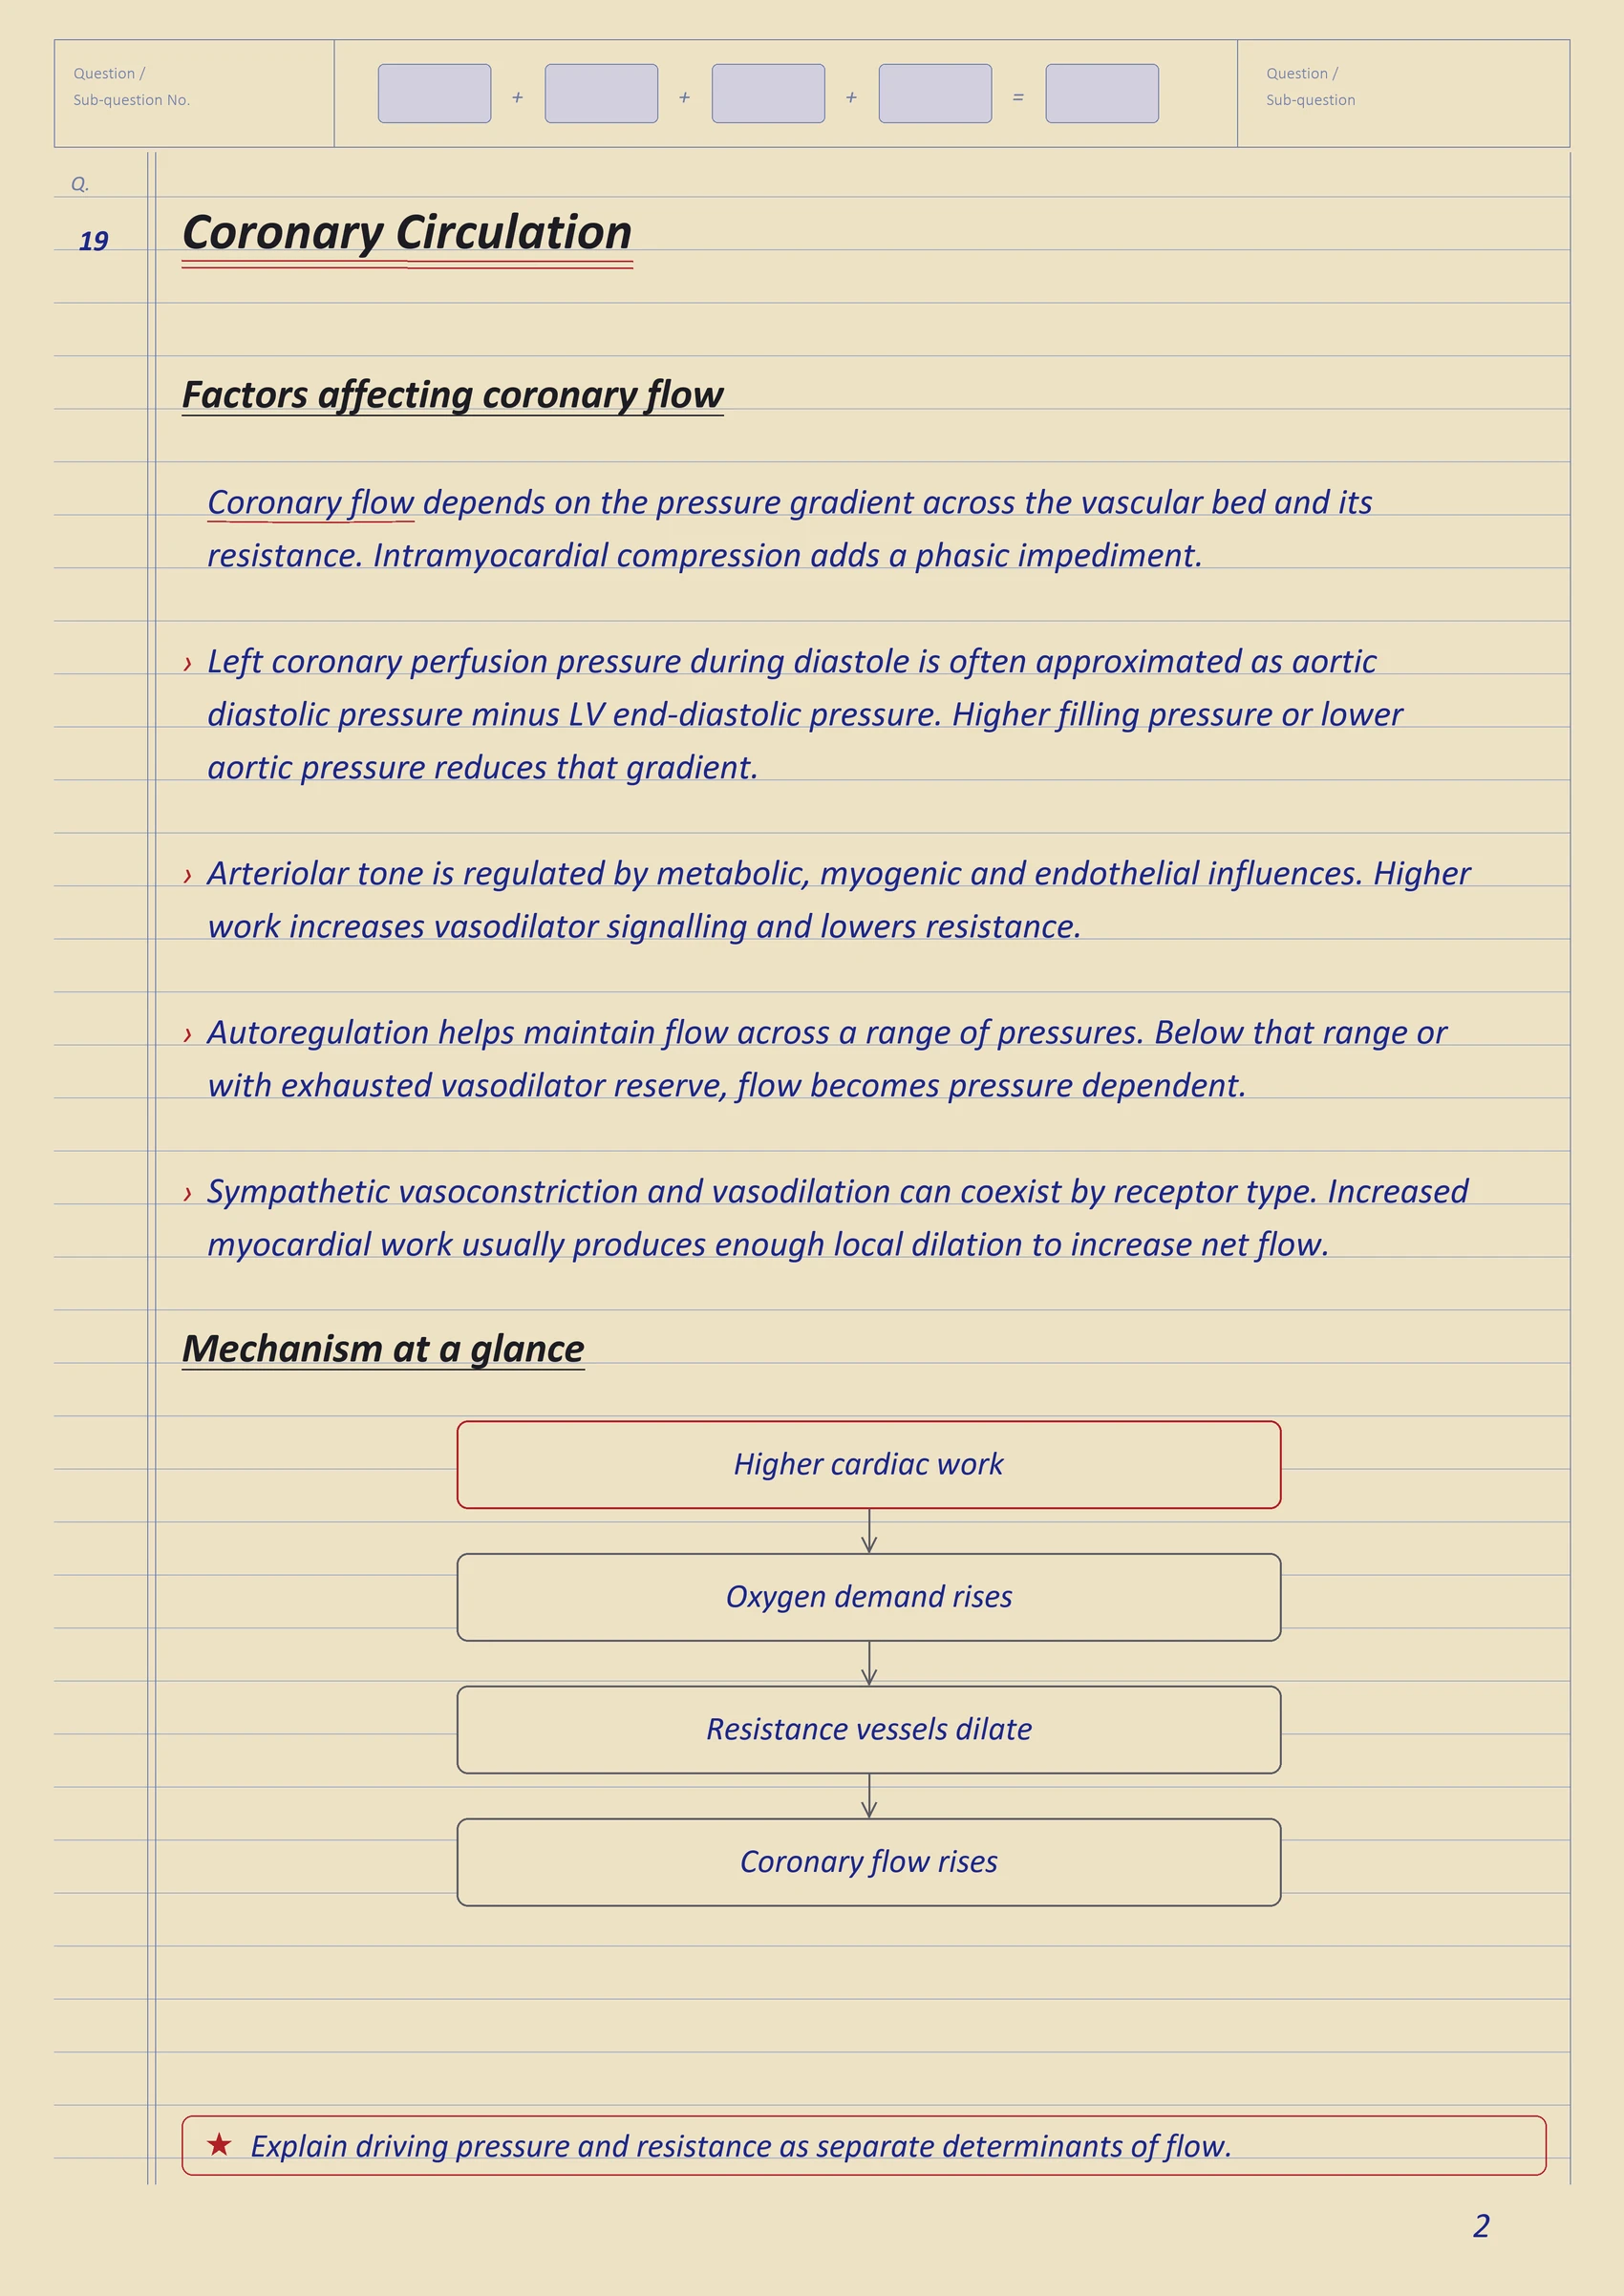 Question /
Sub-question No.
+ + + =
Question /
Sub-question
Q.
19
Coronary Circulation
Factors affecting coronary flow
Coronary flow depends on the pressure gradient across the vascular bed and its
resistance. Intramyocardial compression adds a phasic impediment.
› Left coronary perfusion pressure during diastole is often approximated as aortic
diastolic pressure minus LV end-diastolic pressure. Higher filling pressure or lower
aortic pressure reduces that gradient.
› Arteriolar tone is regulated by metabolic, myogenic and endothelial influences. Higher
work increases vasodilator signalling and lowers resistance.
› Autoregulation helps maintain flow across a range of pressures. Below that range or
with exhausted vasodilator reserve, flow becomes pressure dependent.
› Sympathetic vasoconstriction and vasodilation can coexist by receptor type. Increased
myocardial work usually produces enough local dilation to increase net flow.
Mechanism at a glance
Higher cardiac work
Oxygen demand rises
Resistance vessels dilate
Coronary flow rises
★ Explain driving pressure and resistance as separate determinants of flow.
2